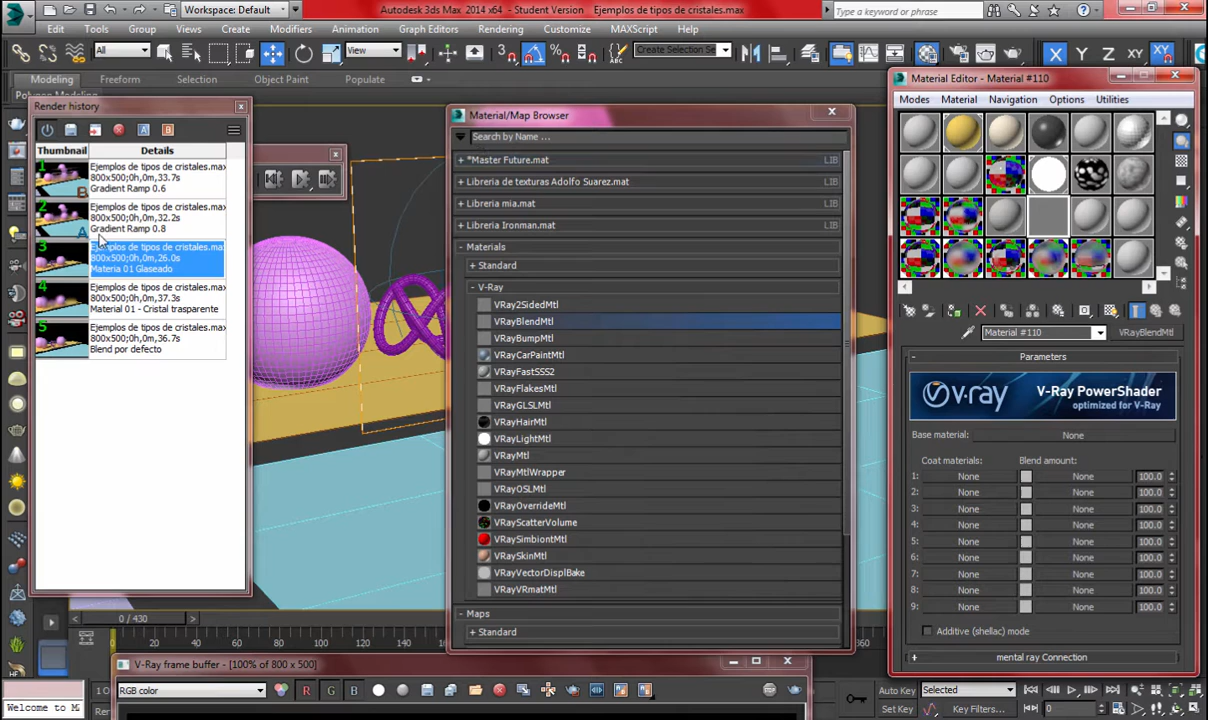 Workspace: Default
Autodesk 3ds Max 2014 x64 - Student Version Ejemplos de tipos de cristales.max
Type a keyword or phrase
Edit Tools Group Views Create Modifiers Animation Graph Editors Rendering Customize MAXScript Help
All
View
Create Selection Se
X Y Z XY
Modeling Freeform Selection Object Paint Populate
Render history
Thumbnail Details
1
Ejemplos de tipos de cristales.max
800x500;0h,0m,33.7s
Gradient Ramp 0.6
B
2
Ejemplos de tipos de cristales.max
800x500;0h,0m,32.2s
Gradient Ramp 0.8
A
3
Ejemplos de tipos de cristales.max
800x500;0h,0m,26.0s
Materia 01 Glaseado
4
Ejemplos de tipos de cristales.max
800x500;0h,0m,37.3s
Material 01 - Cristal trasparente
5
Ejemplos de tipos de cristales.max
800x500;0h,0m,36.7s
Blend por defecto
Material/Map Browser
Search by Name ...
+ *Master Future.mat LIB
+ Libreria de texturas Adolfo Suarez.mat LIB
+ Libreria mia.mat LIB
+ Libreria Ironman.mat LIB
- Materials
+ Standard
- V-Ray
VRay2SidedMtl
VRayBlendMtl
VRayBumpMtl
VRayCarPaintMtl
VRayFastSSS2
VRayFlakesMtl
VRayGLSLMtl
VRayHairMtl
VRayLightMtl
VRayMtl
VRayMtlWrapper
VRayOSLMtl
VRayOverrideMtl
VRayScatterVolume
VRaySimbiontMtl
VRaySkinMtl
VRayVectorDisplBake
VRayVRmatMtl
- Maps
+ Standard
Material Editor - Material #110
Modes Material Navigation Options Utilities
Material #110 VRayBlendMtl
- Parameters
v·ray V-Ray PowerShader
optimized for V-Ray
Base material: None
Coat materials: Blend amount:
1: None None 100.0
2: None None 100.0
3: None None 100.0
4: None None 100.0
5: None None 100.0
6: None None 100.0
7: None None 100.0
8: None None 100.0
9: None None 100.0
Additive (shellac) mode
+ mental ray Connection
0 / 430
0 20 40 60 80 100 120 140 160
V-Ray frame buffer - [100% of 800 x 500]
RGB color R G B
Welcome to M
Auto Key Selected
Set Key Key Filters... 0